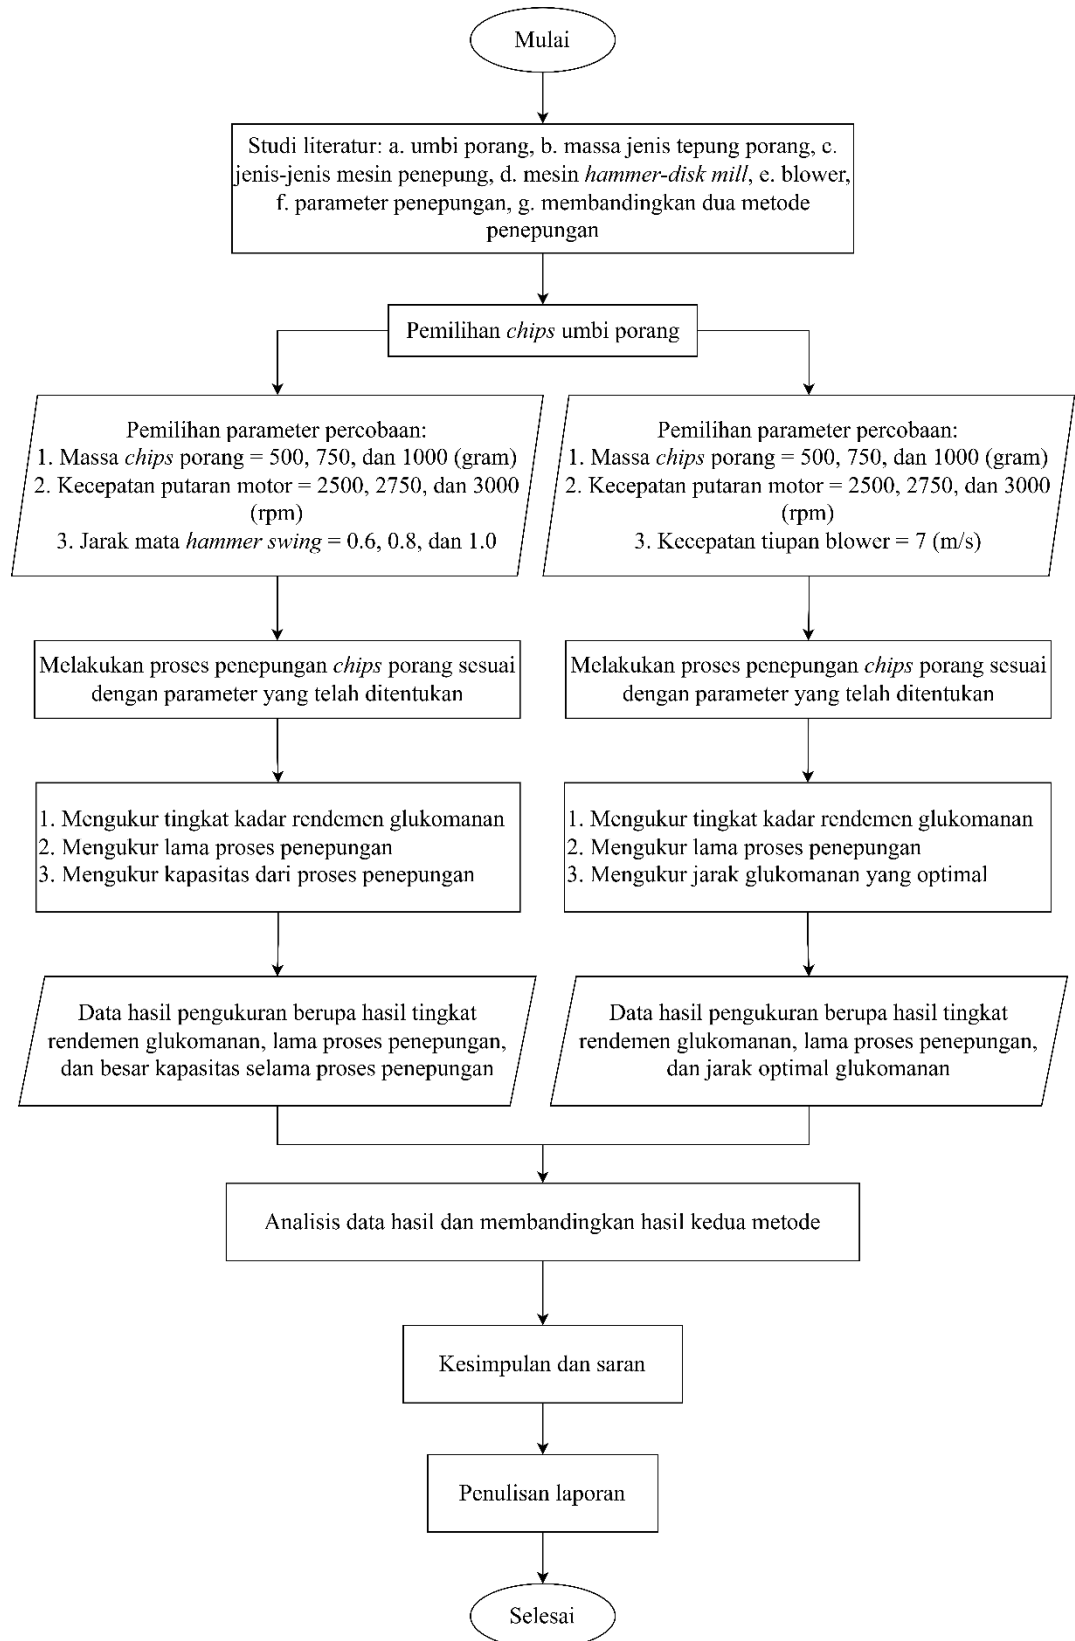 Mulai
Studi literatur: a. umbi porang, b. massa jenis tepung porang, c.
jenis-jenis mesin penepung, d. mesin hammer-disk mill, e. blower,
f. parameter penepungan, g. membandingkan dua metode
penepungan
Pemilihan chips umbi porang
Pemilihan parameter percobaan:
1. Massa chips porang = 500, 750, dan 1000 (gram)
2. Kecepatan putaran motor = 2500, 2750, dan 3000
(rpm)
3. Jarak mata hammer swing = 0.6, 0.8, dan 1.0
Pemilihan parameter percobaan:
1. Massa chips porang = 500, 750, dan 1000 (gram)
2. Kecepatan putaran motor = 2500, 2750, dan 3000
(rpm)
3. Kecepatan tiupan blower = 7 (m/s)
Melakukan proses penepungan chips porang sesuai
dengan parameter yang telah ditentukan
Melakukan proses penepungan chips porang sesuai
dengan parameter yang telah ditentukan
1. Mengukur tingkat kadar rendemen glukomanan
2. Mengukur lama proses penepungan
3. Mengukur kapasitas dari proses penepungan
1. Mengukur tingkat kadar rendemen glukomanan
2. Mengukur lama proses penepungan
3. Mengukur jarak glukomanan yang optimal
Data hasil pengukuran berupa hasil tingkat
rendemen glukomanan, lama proses penepungan,
dan besar kapasitas selama proses penepungan
Data hasil pengukuran berupa hasil tingkat
rendemen glukomanan, lama proses penepungan,
dan jarak optimal glukomanan
Analisis data hasil dan membandingkan hasil kedua metode
Kesimpulan dan saran
Penulisan laporan
Selesai